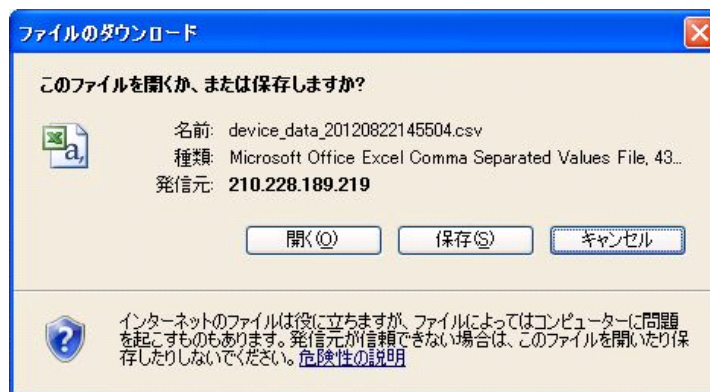 ファイルのダウンロード
このファイルを開くか、または保存しますか?
名前: device_data_20120822145504.csv
種類: Microsoft Office Excel Comma Separated Values File, 43...
発信元: 210.228.189.219
開く(O) 保存(S) キャンセル
インターネットのファイルは役に立ちますが、ファイルによってはコンピューターに問題
を起こすものもあります。発信元が信頼できない場合は、このファイルを開いたり保
存したりしないでください。危険性の説明